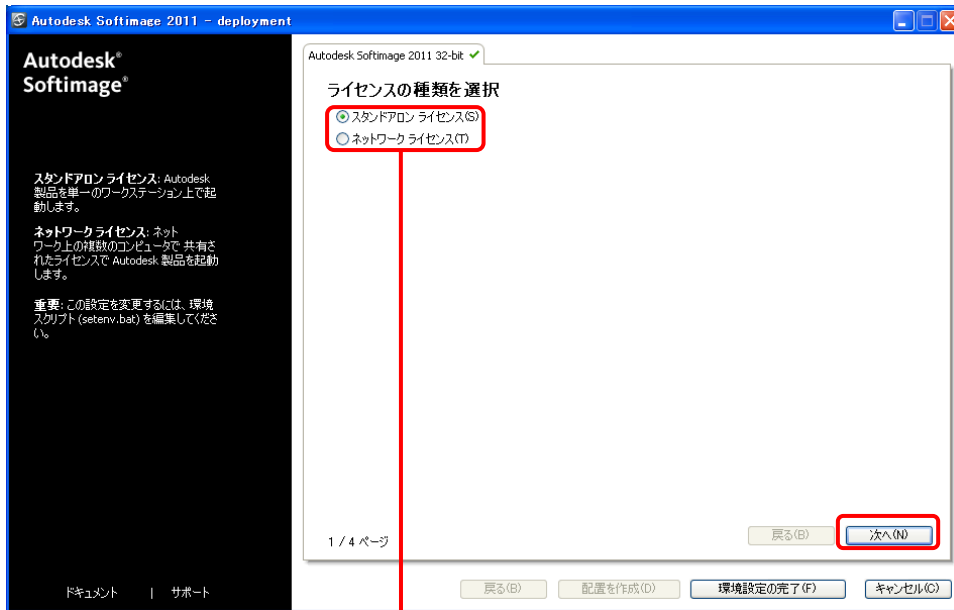 Autodesk Softimage 2011 - deployment
Autodesk®
Softimage®
スタンドアロン ライセンス: Autodesk
製品を単一のワークステーション上で起
動します。
ネットワーク ライセンス: ネット
ワーク上の複数のコンピュータで 共有さ
れたライセンスで Autodesk 製品を起動
します。
重要: この設定を変更するには、環境
スクリプト (setenv.bat) を編集してくださ
い。
ドキュメント | サポート
Autodesk Softimage 2011 32-bit
ライセンスの種類を選択
スタンドアロン ライセンス(S)
ネットワーク ライセンス(T)
1 / 4 ページ
戻る(B) 次へ(N)
戻る(B) 配置を作成(D) 環境設定の完了(F) キャンセル(C)